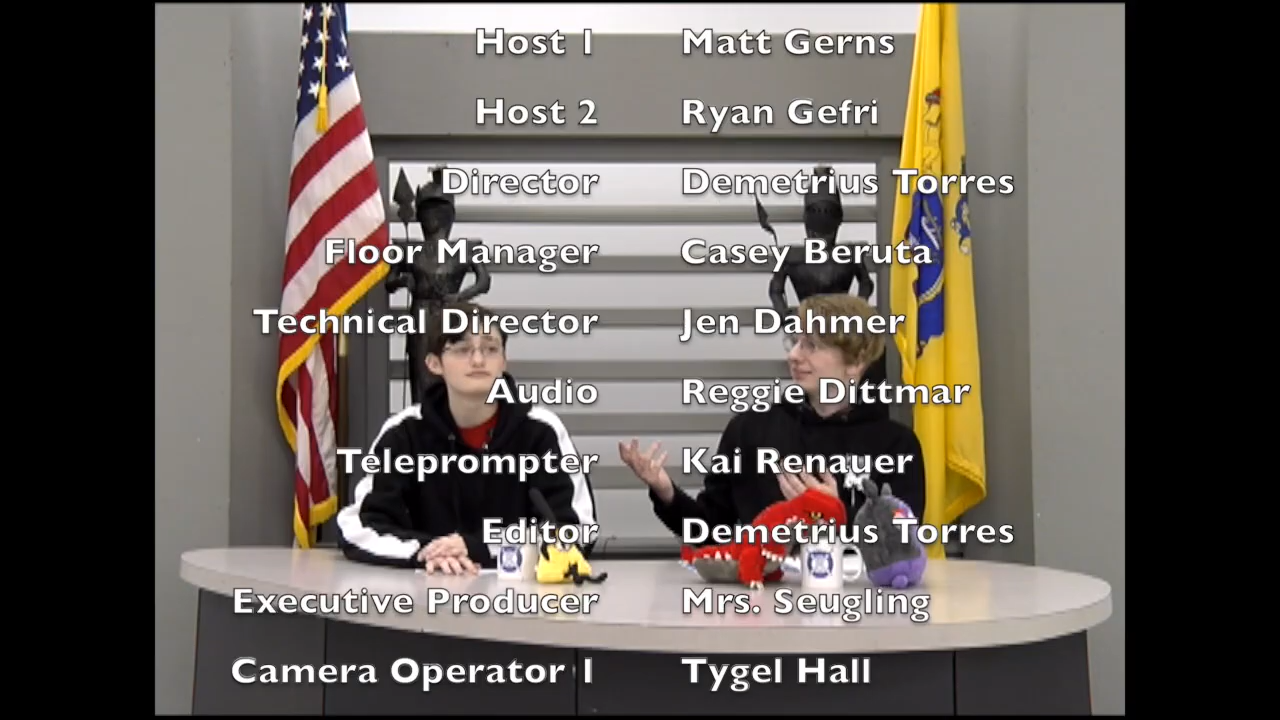 Host 1 Matt Gerns
Host 2 Ryan Gefri
Director Demetrius Torres
Floor Manager Casey Beruta
Technical Director Jen Dahmer
Audio Reggie Dittmar
Teleprompter Kai Renauer
Editor Demetrius Torres
Executive Producer Mrs. Seugling
Camera Operator 1 Tygel Hall